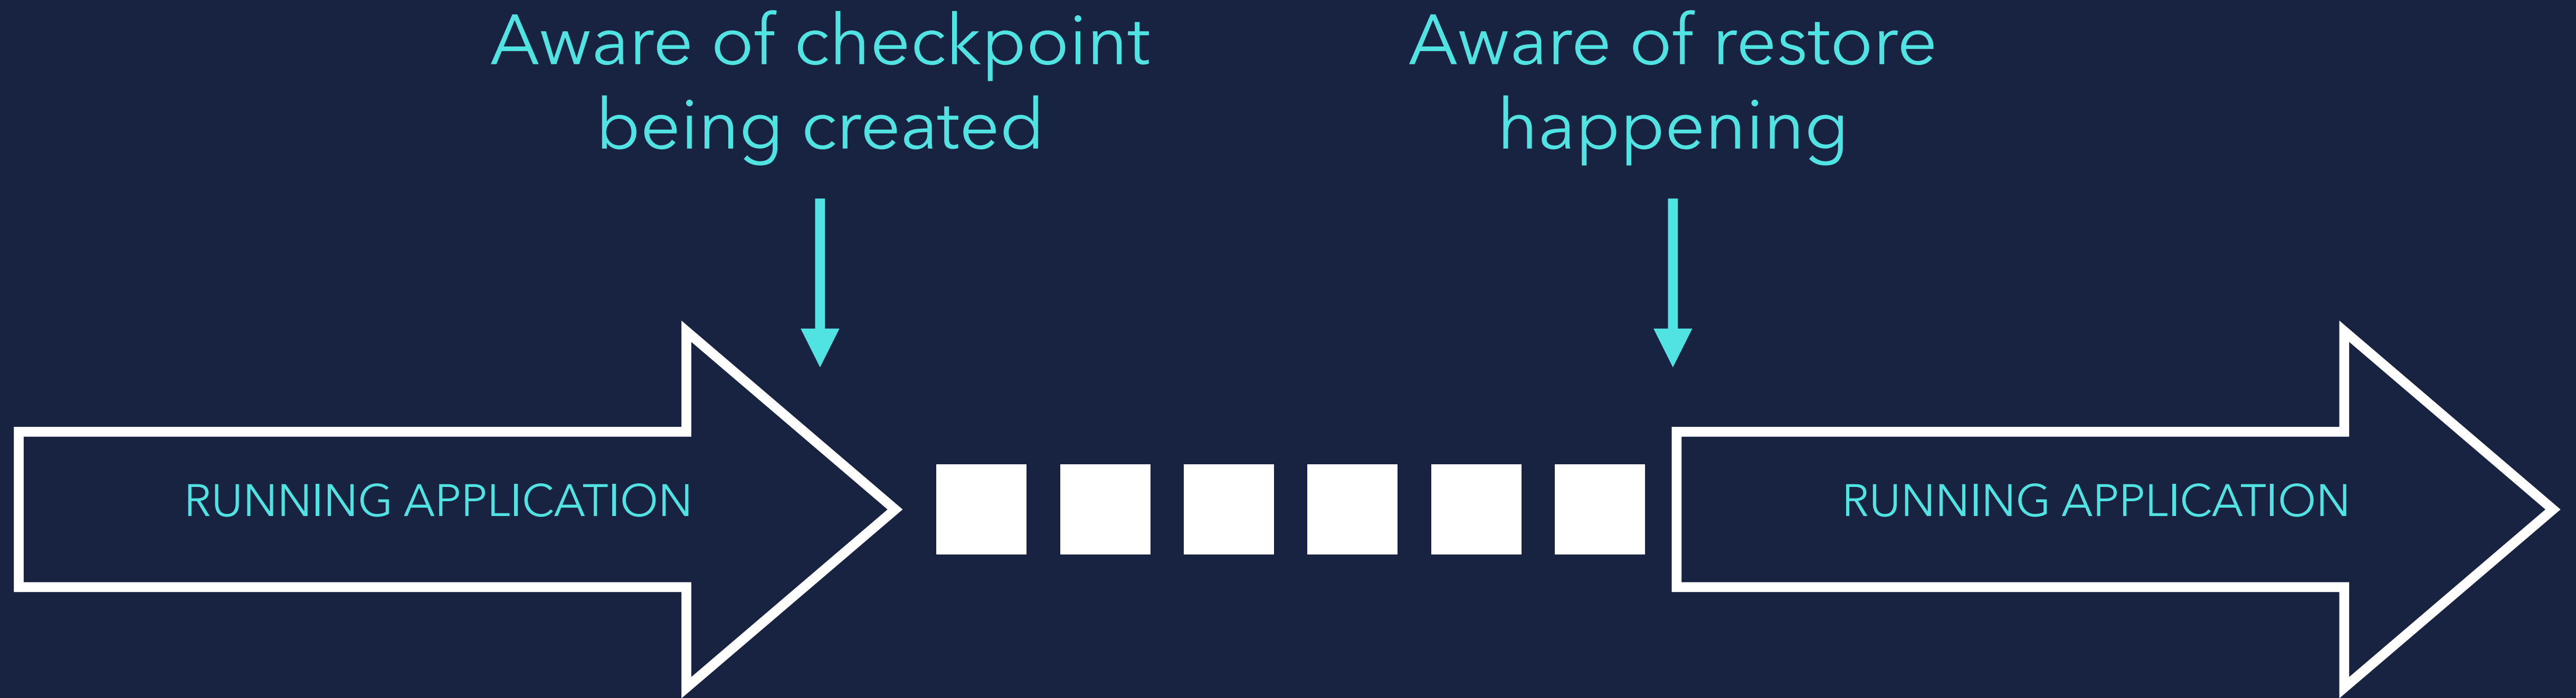 Aware of checkpoint
being created
Aware of restore
happening
RUNNING APPLICATION
RUNNING APPLICATION